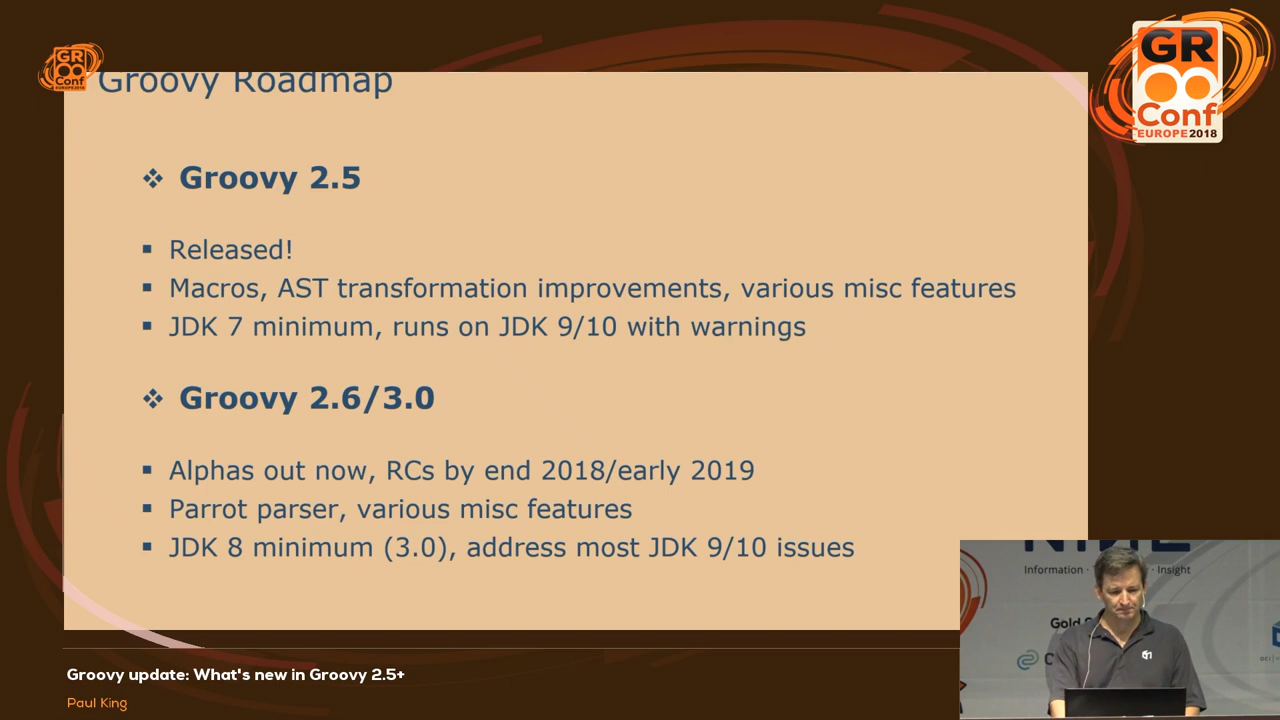 GR
Conf
EUROPE2018
Groovy Roadmap
GR
Conf
EUROPE2018
Groovy 2.5
Released!
Macros, AST transformation improvements, various misc features
JDK 7 minimum, runs on JDK 9/10 with warnings
Groovy 2.6/3.0
Alphas out now, RCs by end 2018/early 2019
Parrot parser, various misc features
JDK 8 minimum (3.0), address most JDK 9/10 issues
Information
Insight
Gold
Groovy update: What's new in Groovy 2.5+
Paul King